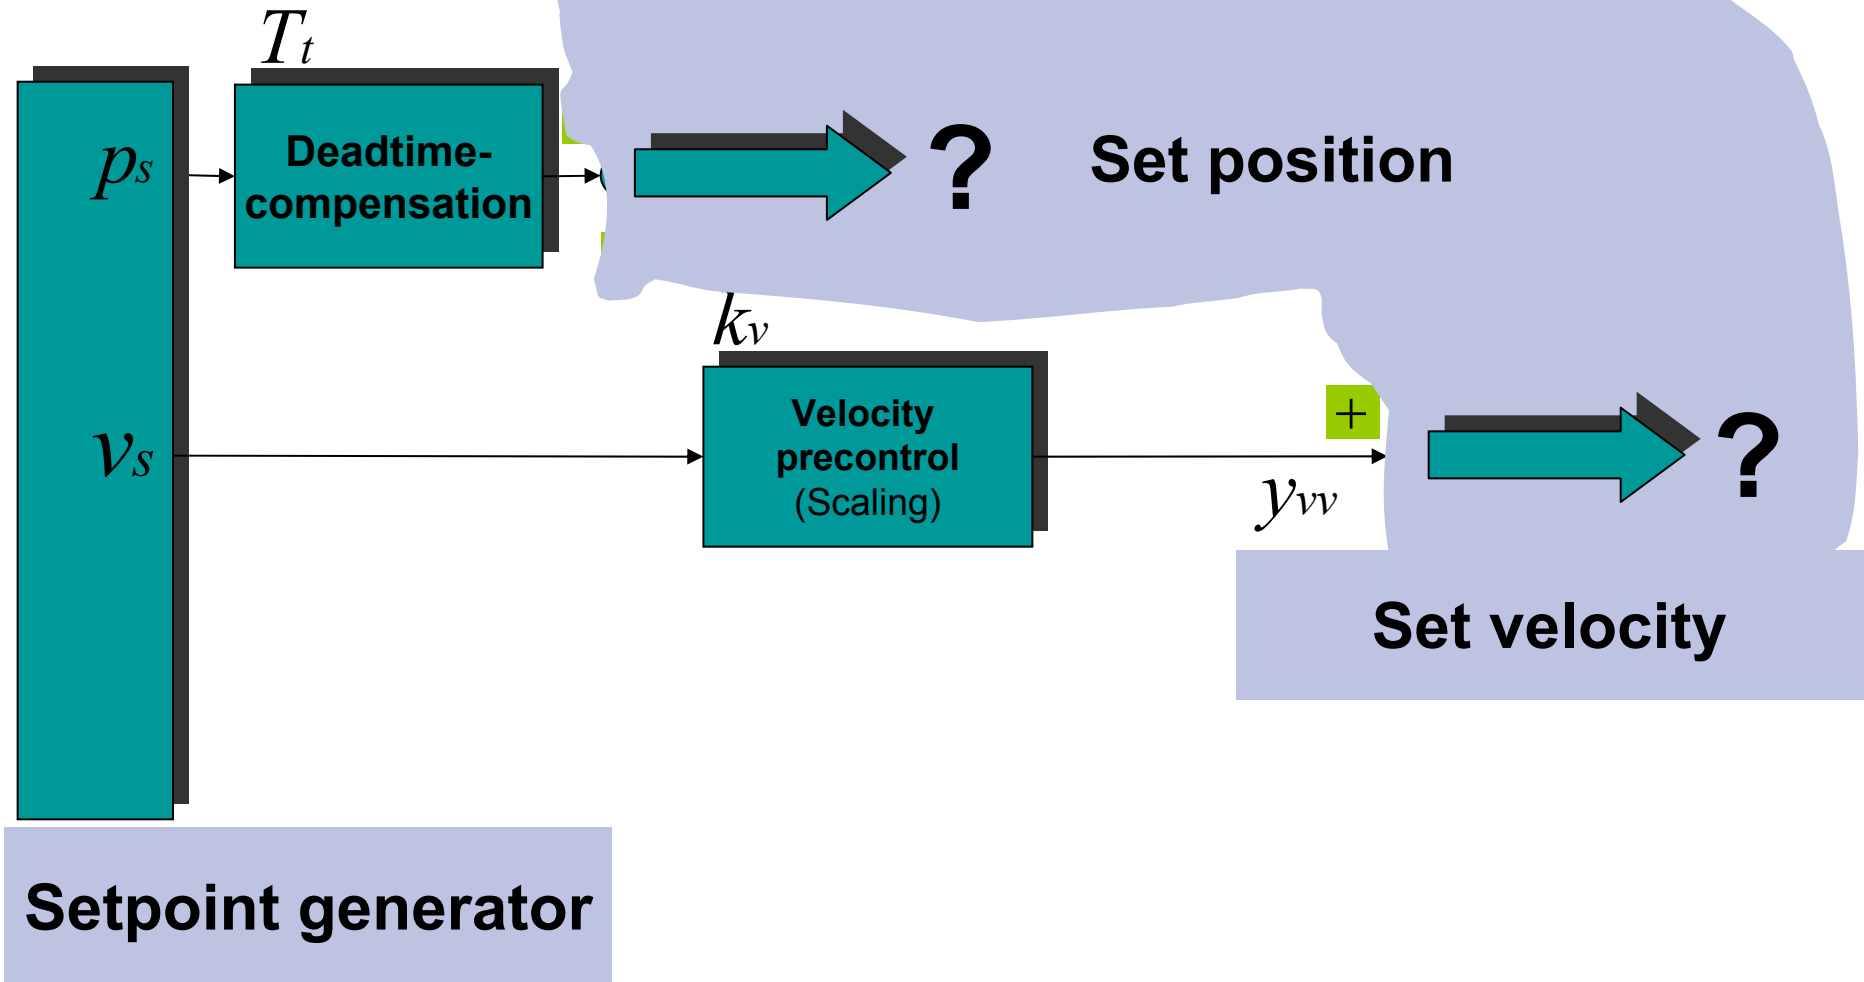 Tt
ps
Deadtime-
compensation
?
Set position
kv
vs
Velocity
precontrol
(Scaling)
+
yvv
?
Set velocity
Setpoint generator